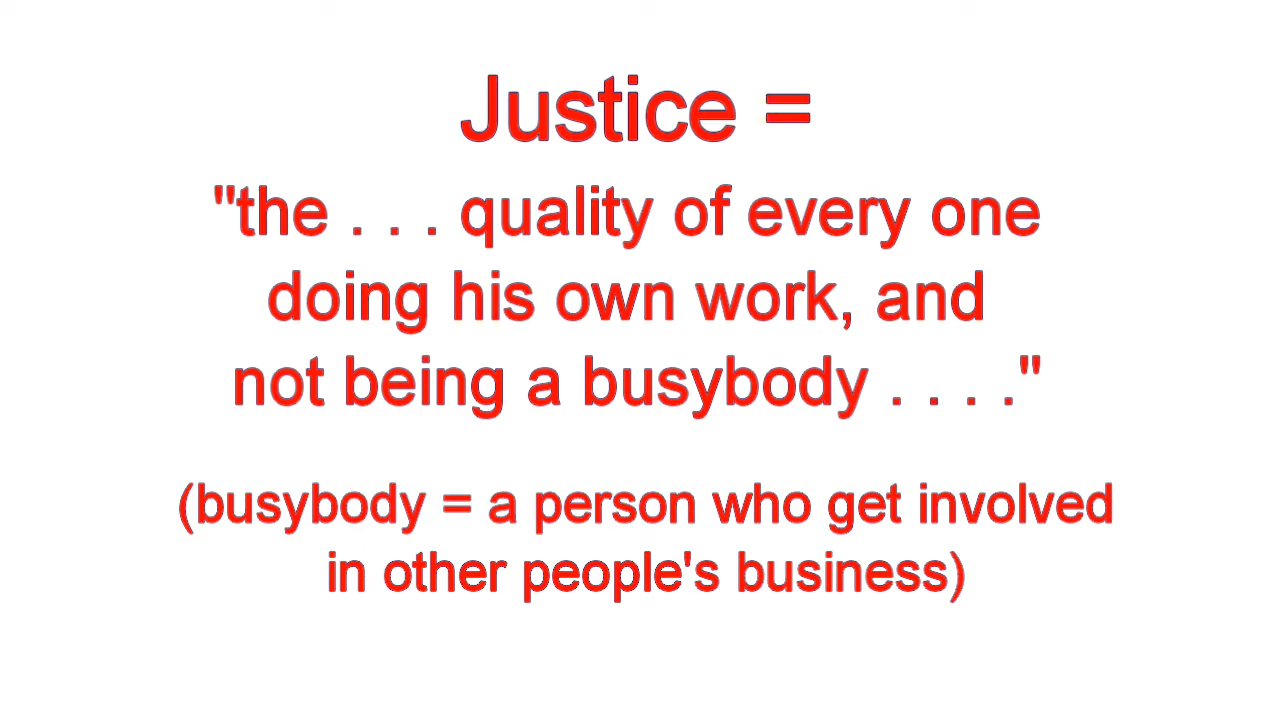 Justice =
"the . . . quality of every one
doing his own work, and
not being a busybody . . . ."
(busybody = a person who get involved
in other people's business)